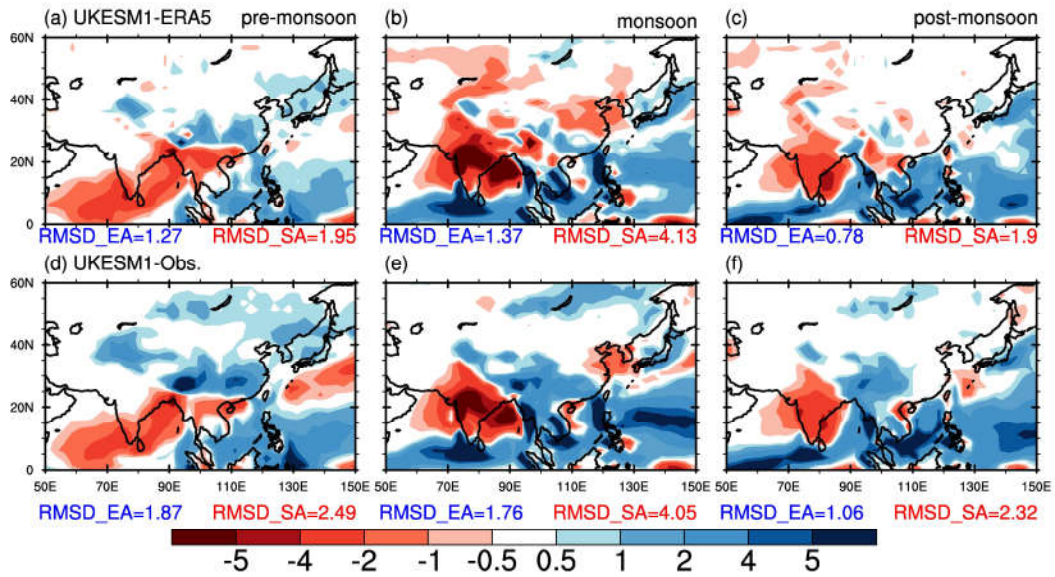 (a) UKESM1-ERA5 pre-monsoon (b) monsoon (c) post-monsoon
60N
40N
20N
0
RMSD_EA=1.27 RMSD_SA=1.95 RMSD_EA=1.37 RMSD_SA=4.13 RMSD_EA=0.78 RMSD_SA=1.9
(d) UKESM1-Obs. (e) (f)
60N
40N
20N
0
50E 70E 90E 110E 130E 150E 50E 70E 90E 110E 130E 150E 50E 70E 90E 110E 130E 150E
RMSD_EA=1.87 RMSD_SA=2.49 RMSD_EA=1.76 RMSD_SA=4.05 RMSD_EA=1.06 RMSD_SA=2.32
-5 -4 -2 -1 -0.5 0.5 1 2 4 5